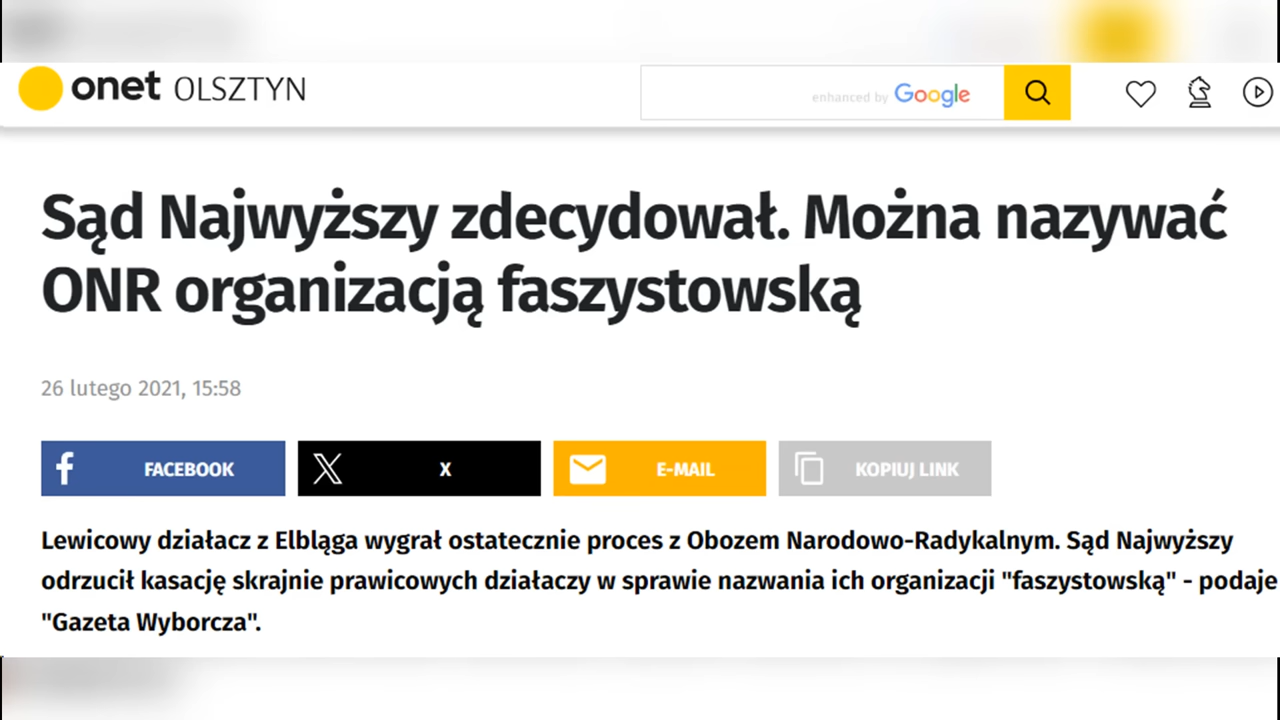 onet OLSZTYN
enhanced by Google
Sąd Najwyższy zdecydował. Można nazywać
ONR organizacją faszystowską
26 lutego 2021, 15:58
FACEBOOK
X
E-MAIL
KOPIUJ LINK
Lewicowy działacz z Elbląga wygrał ostatecznie proces z Obozem Narodowo-Radykalnym. Sąd Najwyższy
odrzucił kasację skrajnie prawicowych działaczy w sprawie nazwania ich organizacji "faszystowską" - podaje
"Gazeta Wyborcza".